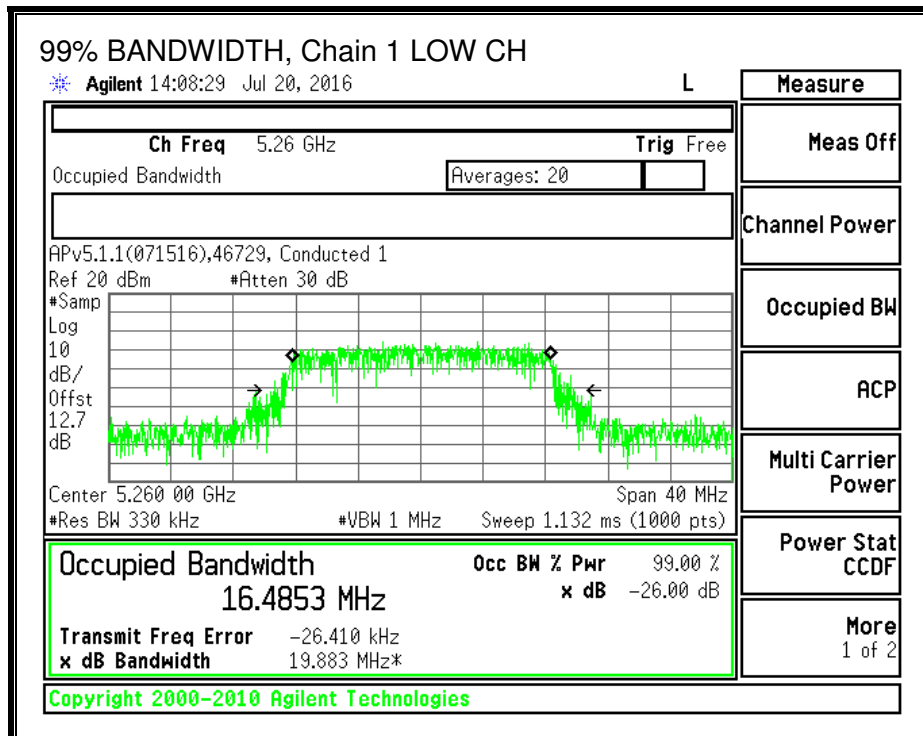 99% BANDWIDTH, Chain 1 LOW CH
Agilent 14:08:29 Jul 20, 2016 L
Measure
Ch Freq 5.26 GHz Trig Free
Meas Off
Occupied Bandwidth Averages: 20
Channel Power
APv5.1.1(071516),46729, Conducted 1
Ref 20 dBm #Atten 30 dB
#Samp
Log
10
dB/
Offst
12.7
dB
Occupied BW
ACP
Center 5.260 00 GHz Span 40 MHz
#Res BW 330 kHz #VBW 1 MHz Sweep 1.132 ms (1000 pts)
Multi Carrier
Power
Occupied Bandwidth Occ BW % Pwr 99.00 %
16.4853 MHz x dB -26.00 dB
Transmit Freq Error -26.410 kHz
x dB Bandwidth 19.883 MHz*
Power Stat
CCDF
More
1 of 2
Copyright 2000-2010 Agilent Technologies